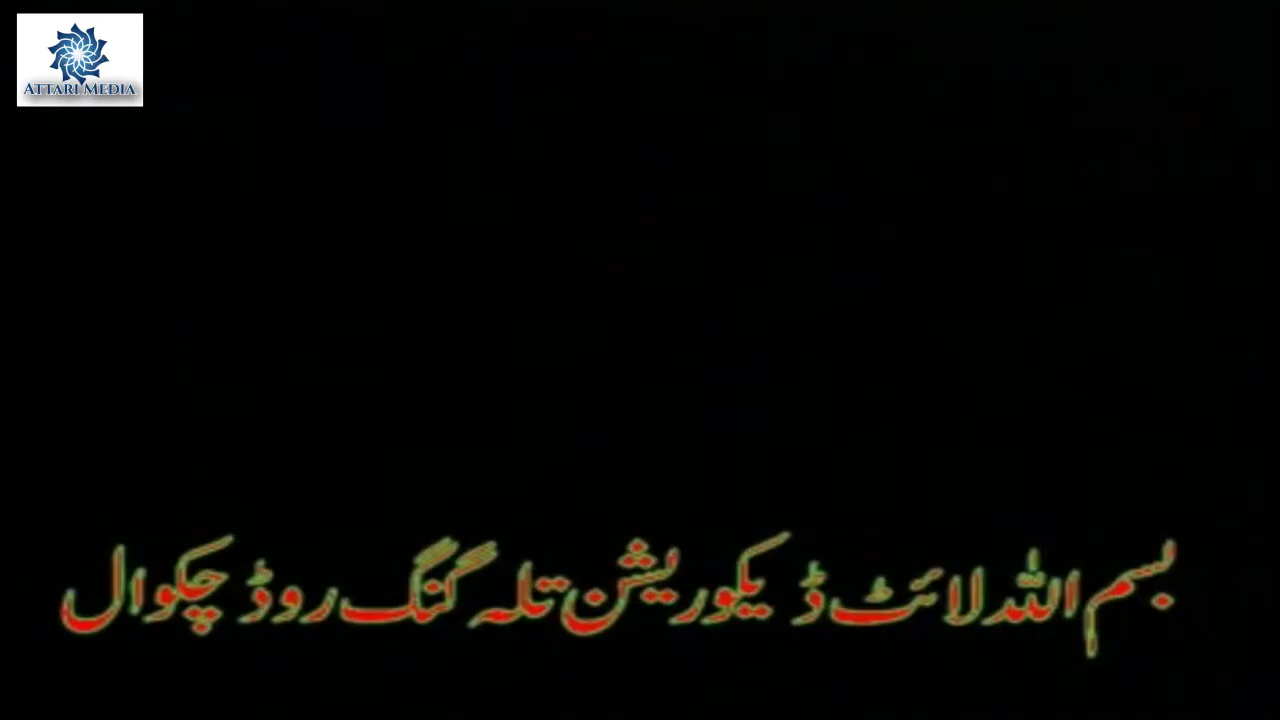 ATTARI MEDIA
بسم اللہ لائٹ ڈیکوریشن تلہ گنگ روڈ چکوال